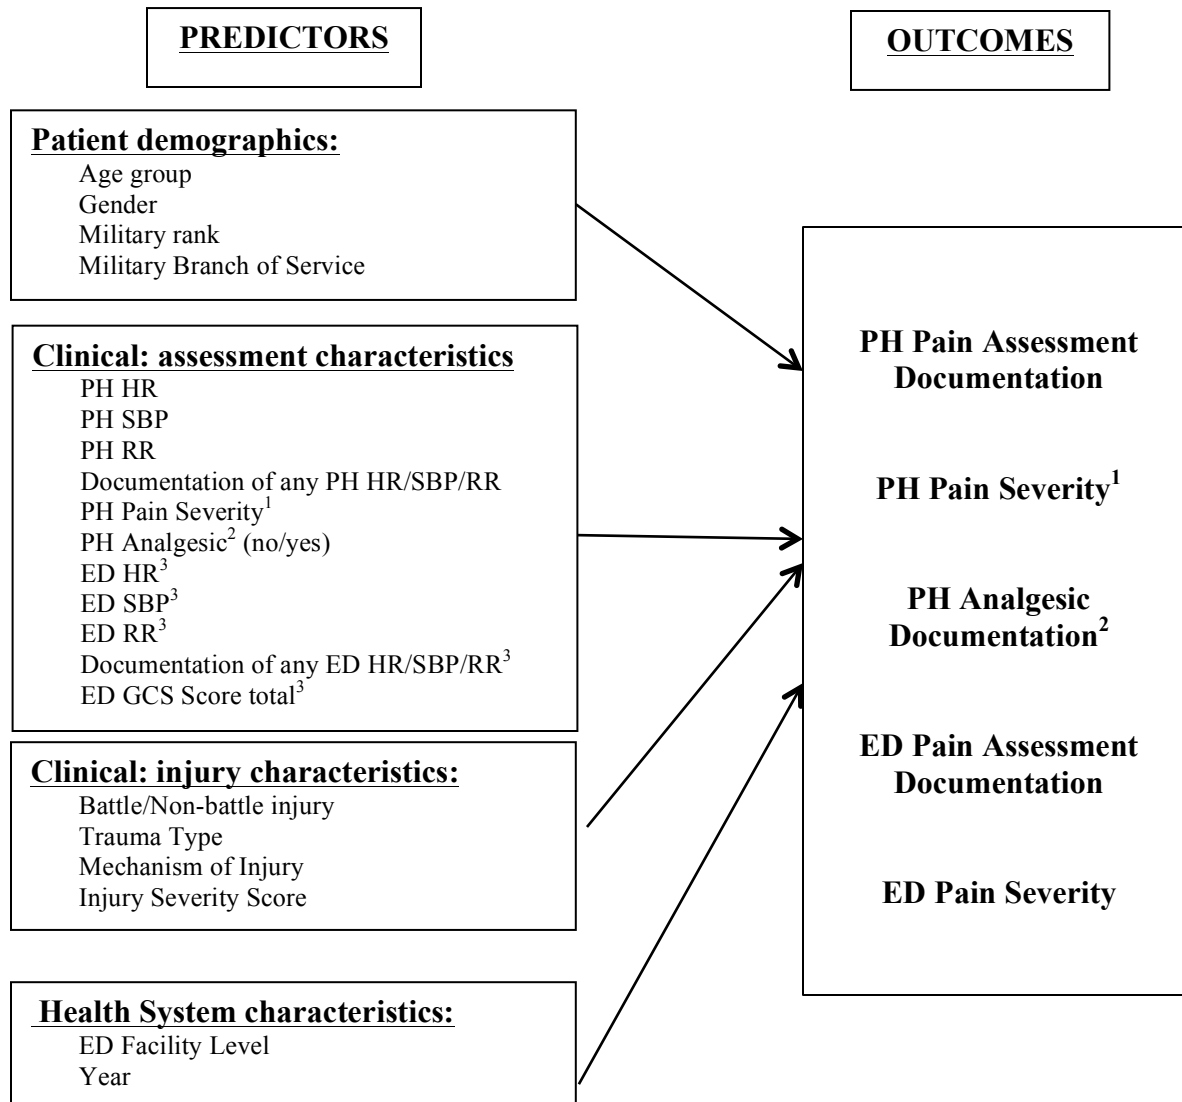 PREDICTORS
OUTCOMES
Patient demographics:
Age group
Gender
Military rank
Military Branch of Service
Clinical: assessment characteristics
PH HR
PH SBP
PH RR
Documentation of any PH HR/SBP/RR
PH Pain Severity¹
PH Analgesic² (no/yes)
ED HR³
ED SBP³
ED RR³
Documentation of any ED HR/SBP/RR³
ED GCS Score total³
Clinical: injury characteristics:
Battle/Non-battle injury
Trauma Type
Mechanism of Injury
Injury Severity Score
Health System characteristics:
ED Facility Level
Year
PH Pain Assessment
Documentation
PH Pain Severity¹
PH Analgesic
Documentation²
ED Pain Assessment
Documentation
ED Pain Severity